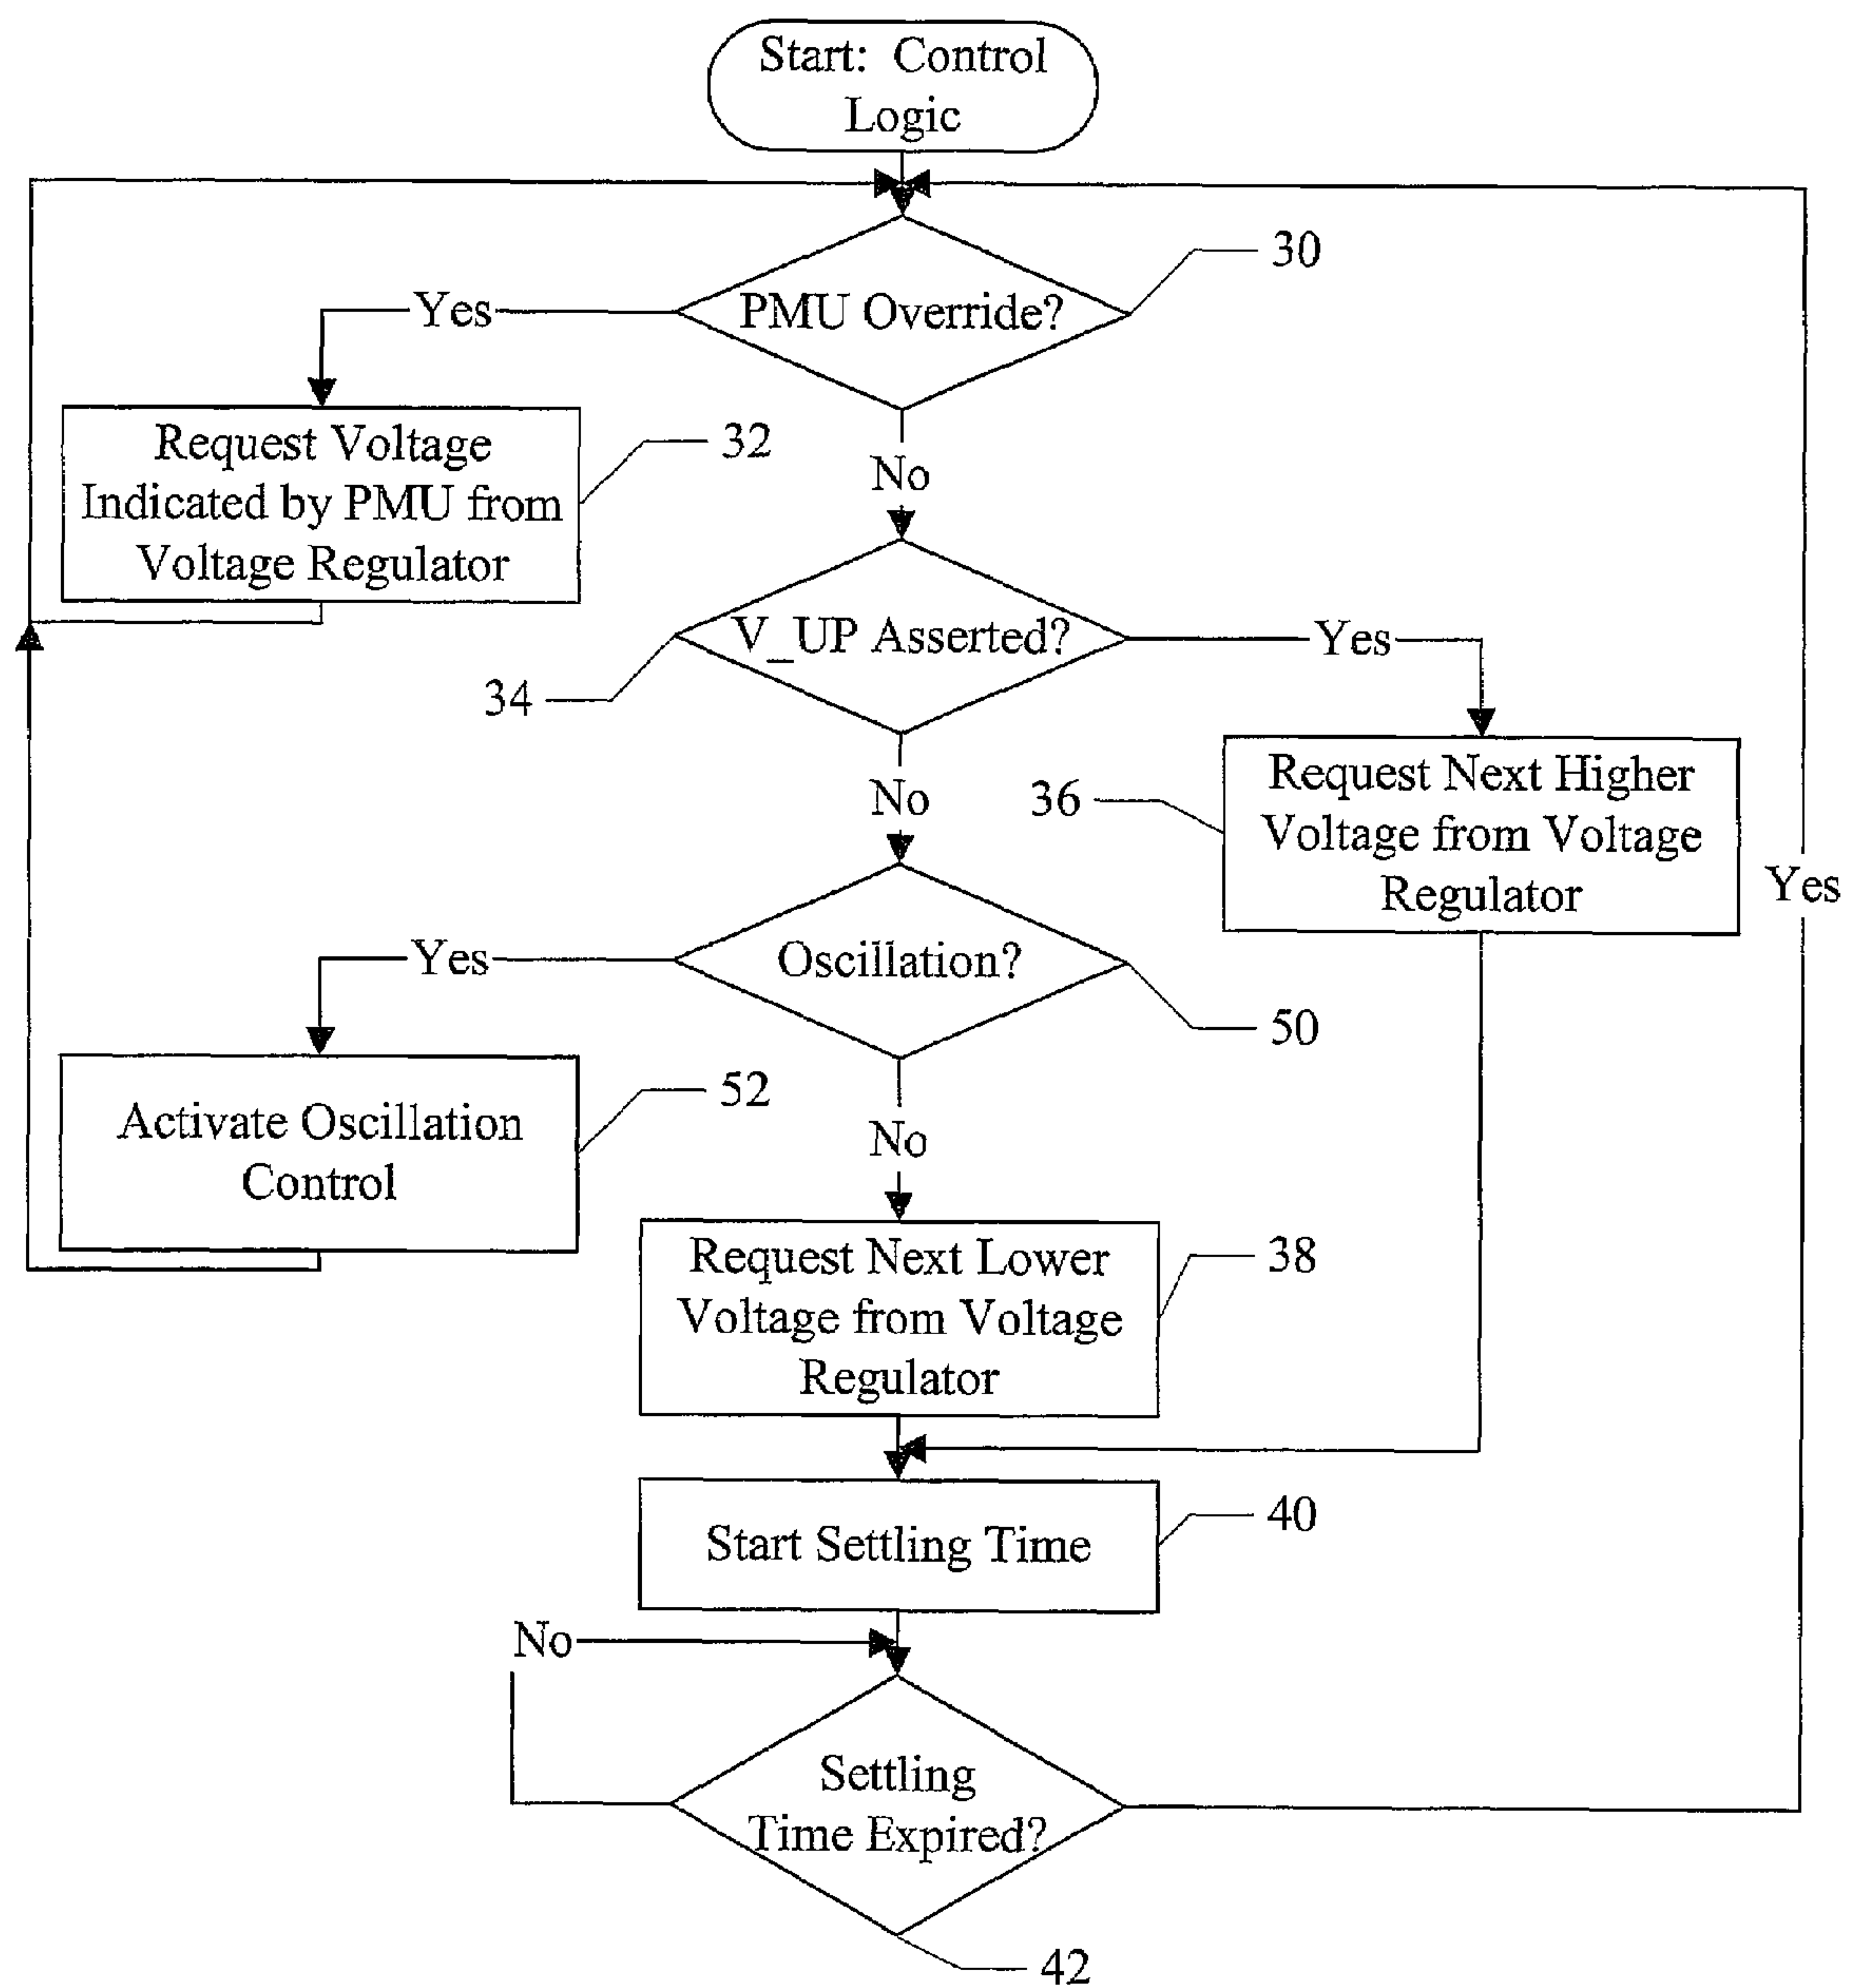 Start: Control
Logic
30
PMU Override?
Yes
No
Request Voltage
Indicated by PMU from
Voltage Regulator
32
V_UP Asserted?
34
Yes
No
Request Next Higher
Voltage from Voltage
Regulator
36
Yes
Oscillation?
Yes
50
No
Activate Oscillation
Control
52
Request Next Lower
Voltage from Voltage
Regulator
38
Start Settling Time
40
No
Settling
Time Expired?
42